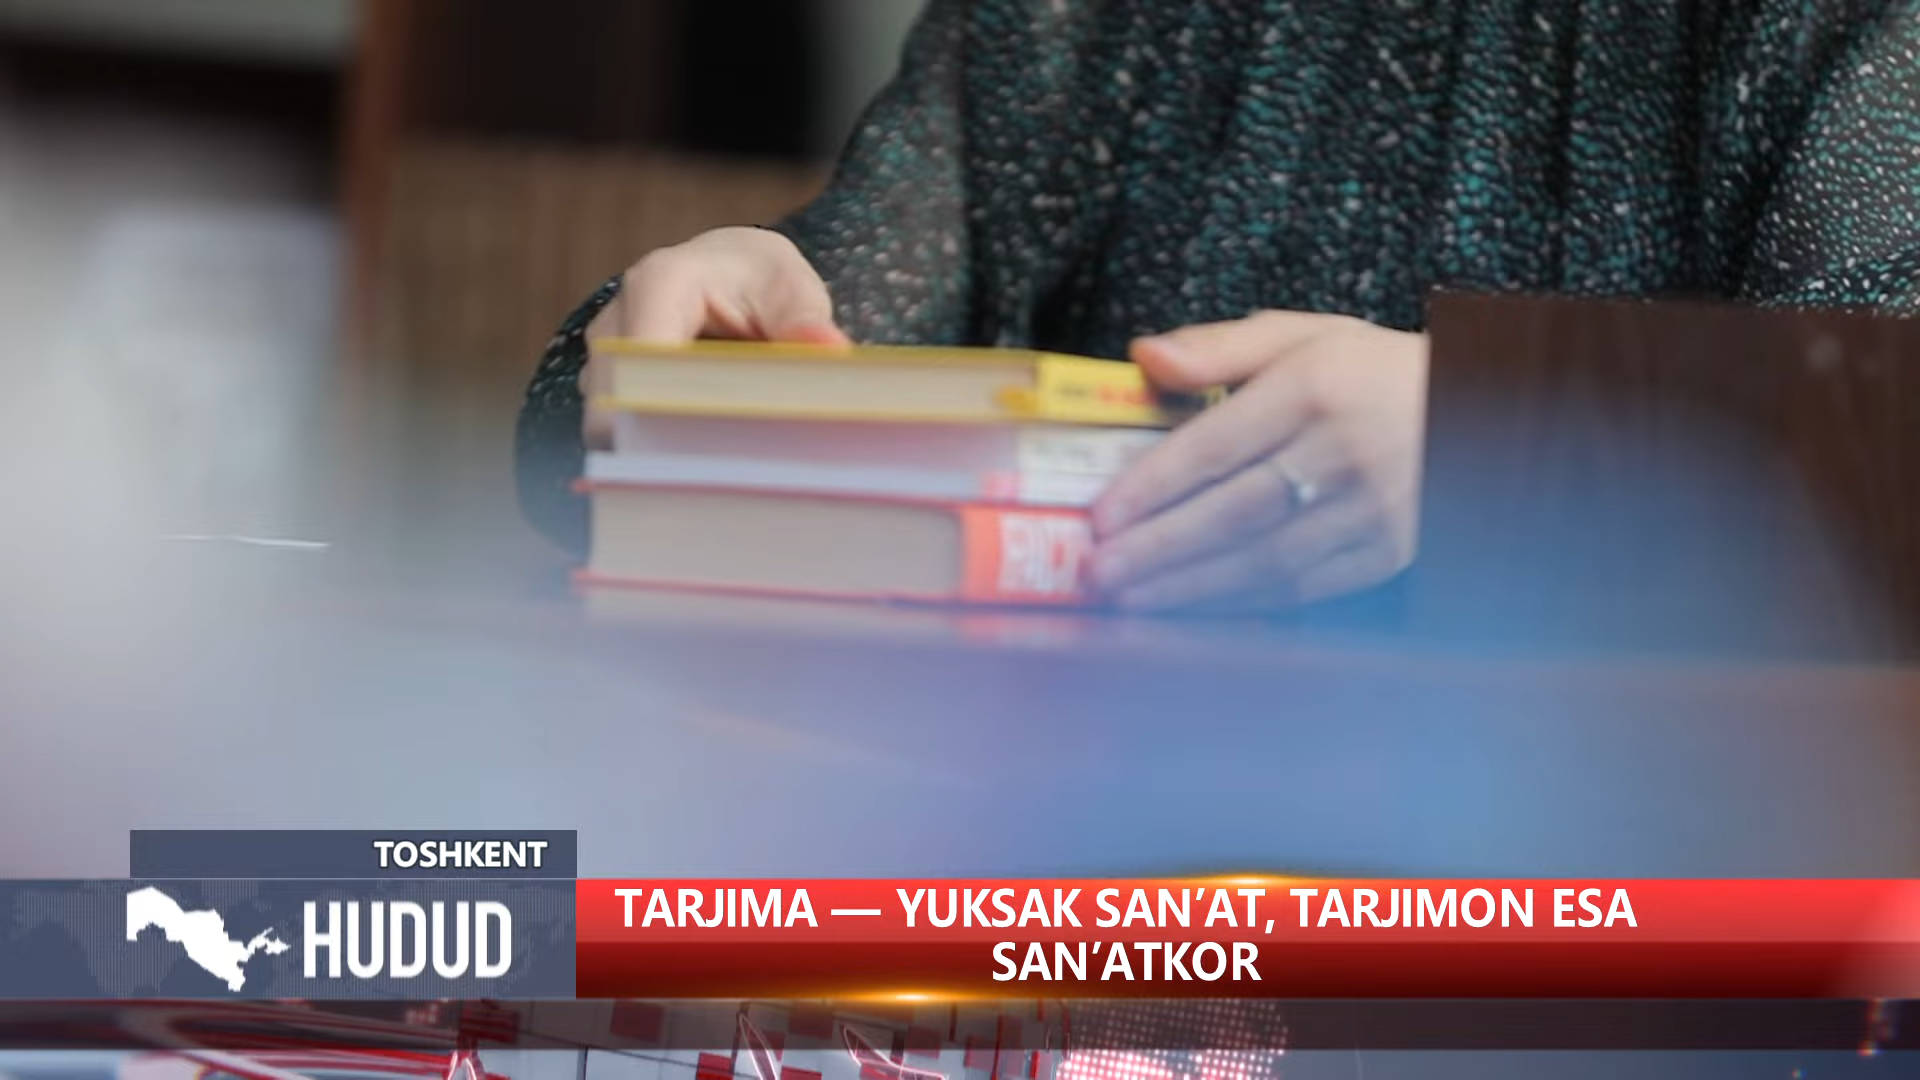 TOSHKENT
HUDUD
TARJIMA — YUKSAK SAN’AT, TARJIMON ESA
SAN’ATKOR